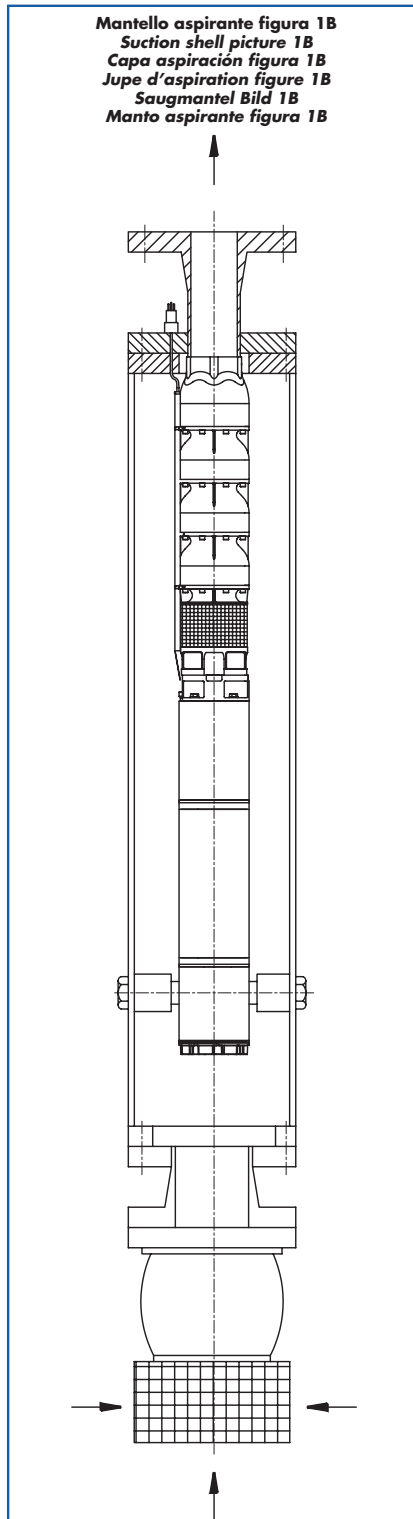 Mantello aspirante figura 1B
Suction shell picture 1B
Capa aspiración figura 1B
Jupe d'aspiration figure 1B
Saugmantel Bild 1B
Manto aspirante figura 1B